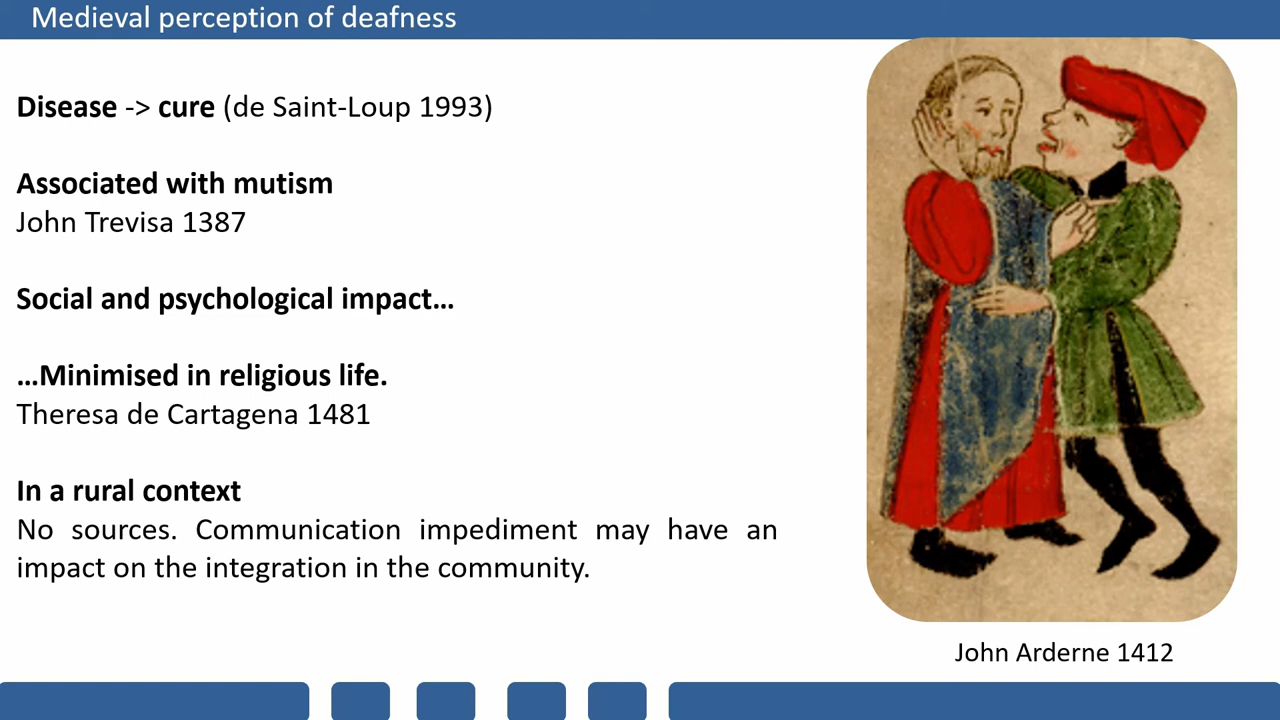 Medieval perception of deafness
Disease -> cure (de Saint-Loup 1993)
Associated with mutism
John Trevisa 1387
Social and psychological impact…
…Minimised in religious life.
Theresa de Cartagena 1481
In a rural context
No sources. Communication impediment may have an
impact on the integration in the community.
John Arderne 1412